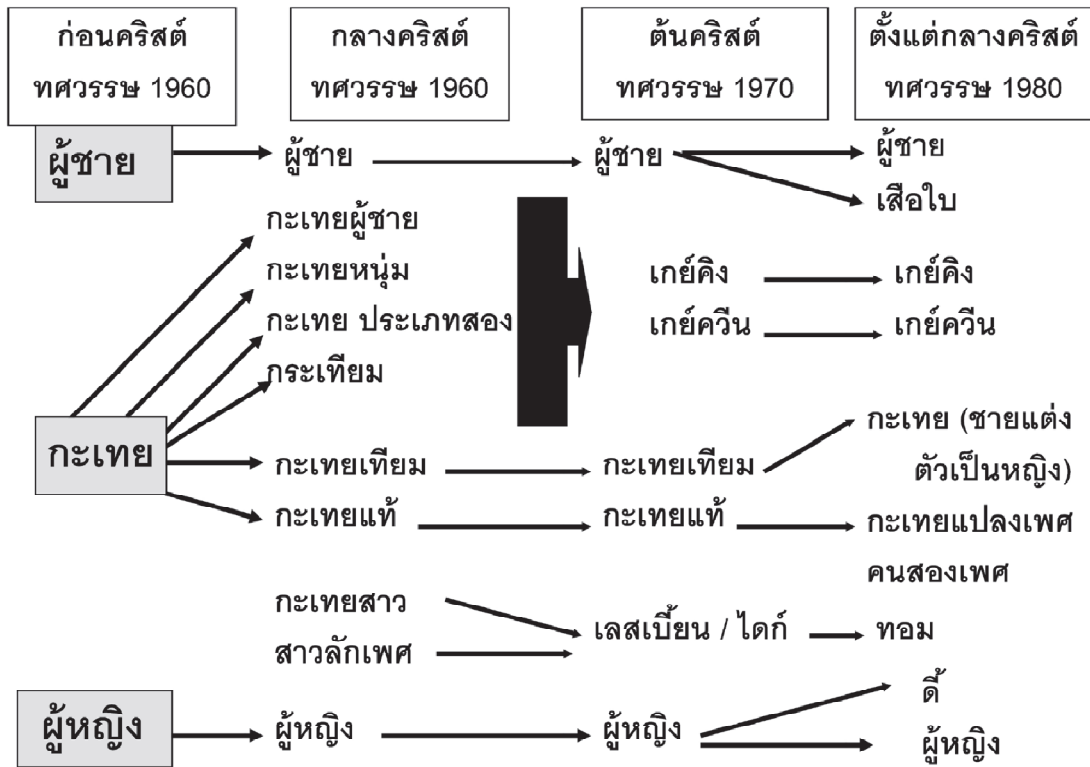 ก่อนคริสต์
ทศวรรษ 1960
กลางคริสต์
ทศวรรษ 1960
ต้นคริสต์
ทศวรรษ 1970
ตั้งแต่กลางคริสต์
ทศวรรษ 1980
ผู้ชาย
ผู้ชาย
ผู้ชาย
ผู้ชาย
เสือใบ
กะเทยผู้ชาย
กะเทยหนุ่ม
กะเทย ประเภทสอง
กระเทียม
เกย์คิง
เกย์คิง
เกย์ควีน
เกย์ควีน
กะเทย
กะเทยเทียม
กะเทยเทียม
กะเทย (ชายแต่ง
ตัวเป็นหญิง)
กะเทยแท้
กะเทยแท้
กะเทยแปลงเพศ
คนสองเพศ
กะเทยสาว
สาวลักเพศ
เลสเบี้ยน / ไดก์
ทอม
ดี้
ผู้หญิง
ผู้หญิง
ผู้หญิง
ผู้หญิง